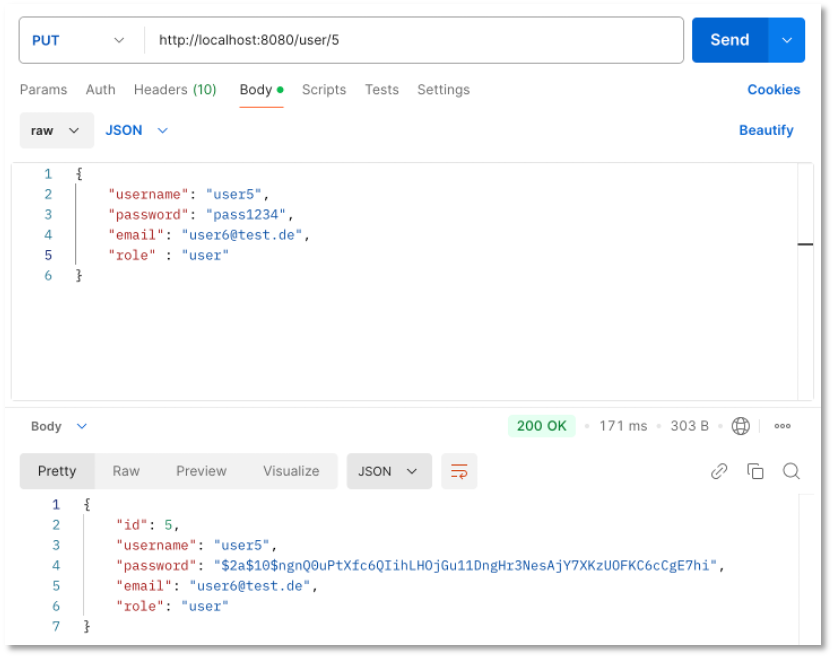 PUT http://localhost:8080/user/5 Send
Params Auth Headers (10) Body Scripts Tests Settings Cookies
raw JSON Beautify
1 {
2 "username": "user5",
3 "password": "pass1234",
4 "email": "user6@test.de",
5 "role" : "user"
6 }
Body 200 OK 171 ms 303 B
Pretty Raw Preview Visualize JSON
1 {
2 "id": 5,
3 "username": "user5",
4 "password": "$2a$10$ngnQ0uPtXfc6QIihLHOjGu11DngHr3NesAjY7XKzUOFKC6cCgE7hi",
5 "email": "user6@test.de",
6 "role": "user"
7 }